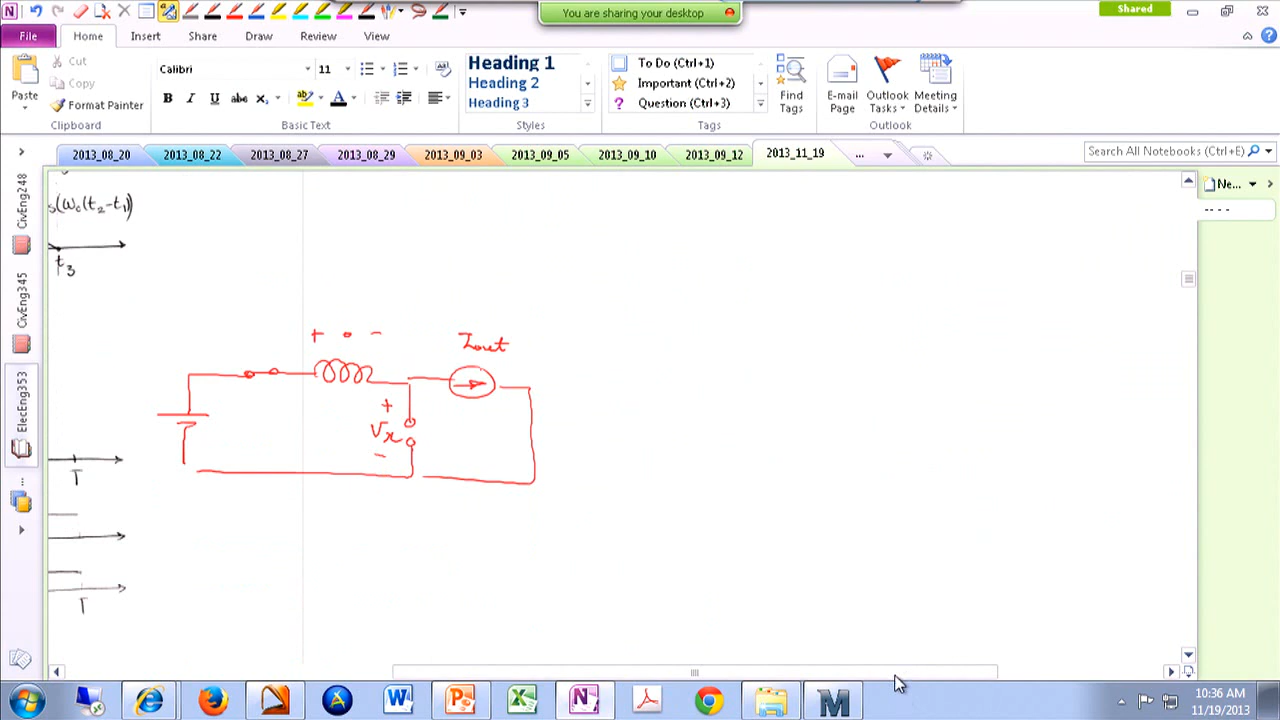 You are sharing your desktop
Shared
File Home Insert Share Draw Review View
Paste
Cut
Copy
Format Painter
Clipboard
Calibri 11
B I U abc
Basic Text
Heading 1
Heading 2
Heading 3
Styles
To Do (Ctrl+1)
Important (Ctrl+2)
Question (Ctrl+3)
Find Tags
Tags
E-mail Page
Outlook Tasks
Meeting Details
Outlook
2013_08_20 2013_08_22 2013_08_27 2013_08_29 2013_09_03 2013_09_05 2013_09_10 2013_09_12 2013_11_19 ...
Search All Notebooks (Ctrl+E)
CivEng248
CivEng345
ElecEng353
Ne...
- - - -
s(ω₀(t₂-t₁))
t₃
+ • -
Iout
+
Vx
-
T
T
10:36 AM
11/19/2013